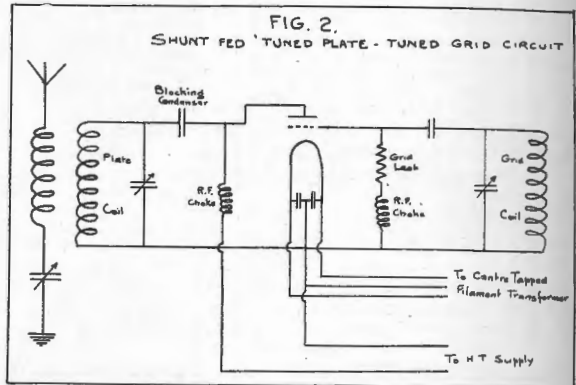 FIG. 2.
SHUNT FED 'TUNED PLATE - TUNED GRID CIRCUIT
Blocking
Condenser
Plate
Coil
R.F.
Choke
Grid
Leak
R.F.
Choke
Grid
Coil
To Centre Tapped
Filament Transformer
To H T Supply